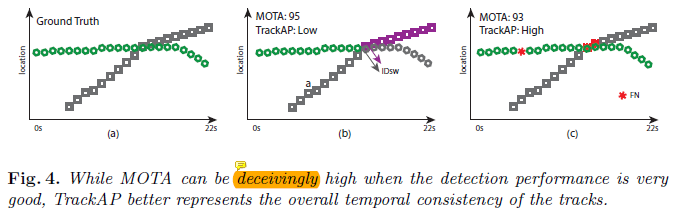 Ground Truth
location
0s
22s
(a)
MOTA: 95
TrackAP: Low
location
a
IDsw
0s
22s
(b)
MOTA: 93
TrackAP: High
location
FN
0s
22s
(c)
Fig. 4. While MOTA can be deceivingly high when the detection performance is very
good, TrackAP better represents the overall temporal consistency of the tracks.